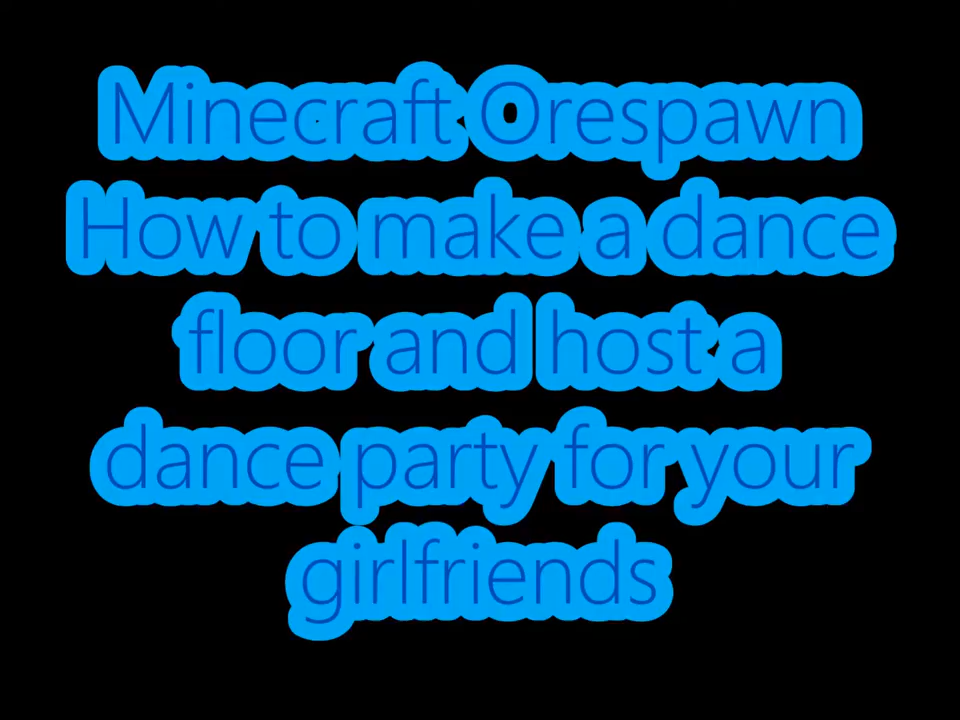 Minecraft Orespawn
How to make a dance
floor and host a
dance party for your
girlfriends